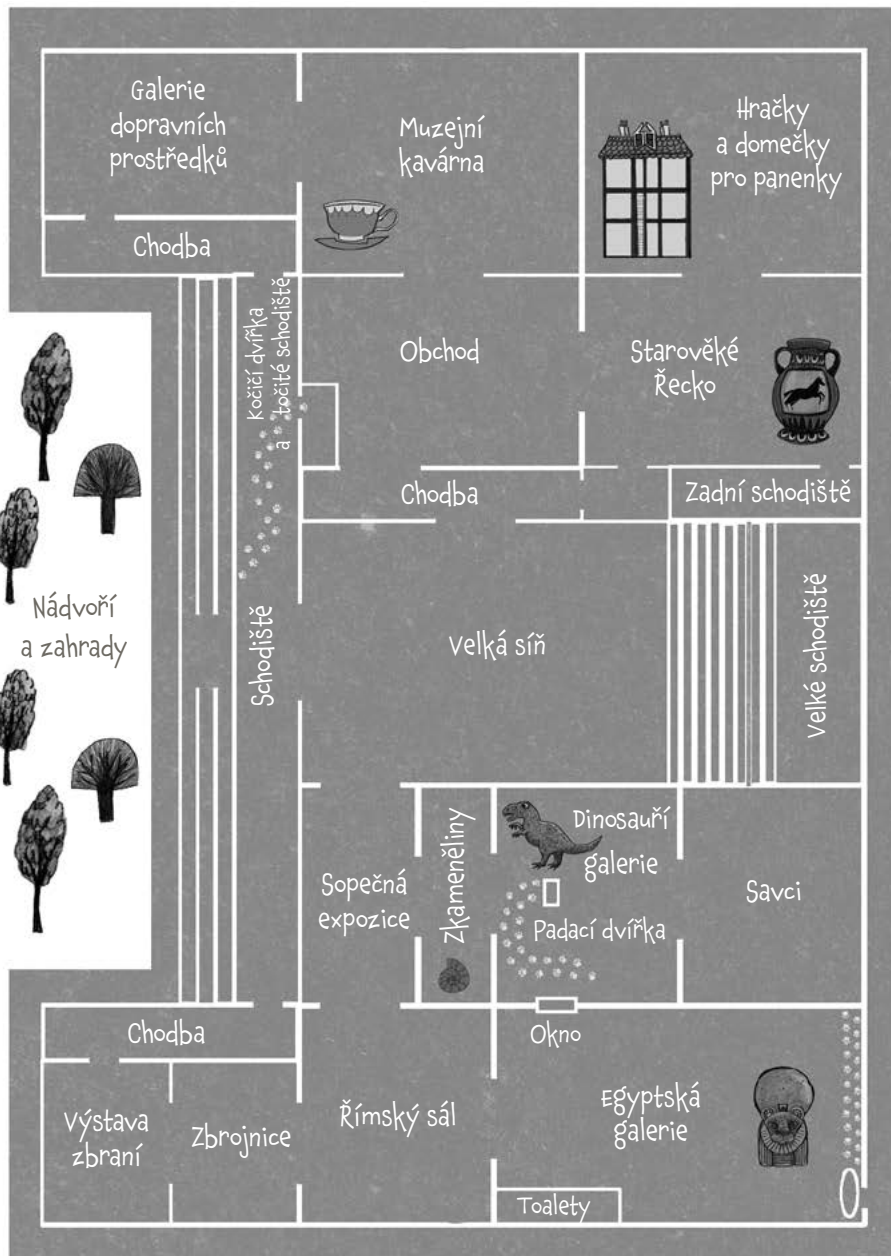 Galerie
dopravních
prostředků
Muzejní
kavárna
Hračky
a domečky
pro panenky
Chodba
Kočičí dvířka
a točité schodiště
Obchod
Starověké
Řecko
Chodba
Zadní schodiště
Nádvoří
a zahrady
Schodiště
Velká síň
Velké schodiště
Sopečná
expozice
Zkameněliny
Dinosauří
galerie
Padací dvířka
Savci
Chodba
Okno
Výstava
zbraní
Zbrojnice
Římský sál
Egyptská
galerie
Toalety